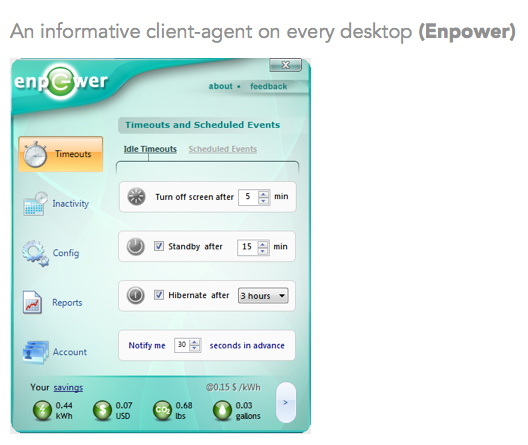 An informative client-agent on every desktop (Enpower)
enpower
about • feedback
Timeouts and Scheduled Events
Idle Timeouts Scheduled Events
Timeouts
Turn off screen after 5 min
Inactivity
Standby after 15 min
Config
Hibernate after 3 hours
Reports
Notify me 30 seconds in advance
Account
Your savings @0.15 $ /kWh
0.44 kWh
$ 0.07 USD
CO2 0.68 lbs
0.03 gallons
>